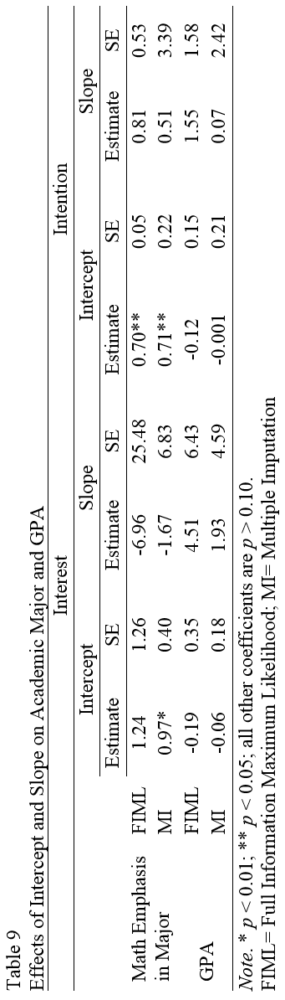 Table 9
Effects of Intercept and Slope on Academic Major and GPA
Interest Intention
Intercept Slope Intercept Slope
Estimate SE Estimate SE Estimate SE Estimate SE
Math Emphasis FIML 1.24 1.26 -6.96 25.48 0.70** 0.05 0.81 0.53
in Major MI 0.97* 0.40 -1.67 6.83 0.71** 0.22 0.51 3.39
GPA FIML -0.19 0.35 4.51 6.43 -0.12 0.15 1.55 1.58
MI -0.06 0.18 1.93 4.59 -0.001 0.21 0.07 2.42
Note. * p < 0.01; ** p < 0.05; all other coefficients are p > 0.10.
FIML= Full Information Maximum Likelihood; MI= Multiple Imputation